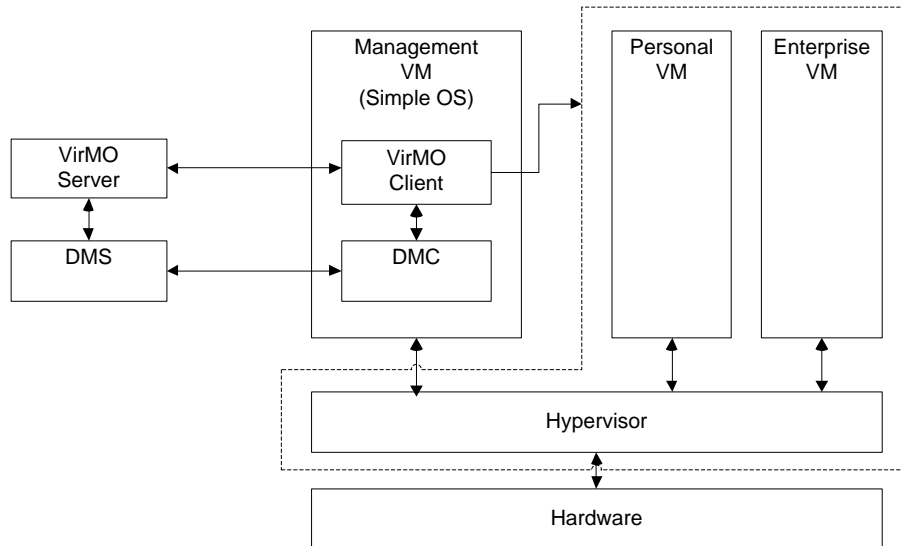 Management
VM
(Simple OS)
Personal
VM
Enterprise
VM
VirMO
Server
VirMO
Client
DMS
DMC
Hypervisor
Hardware